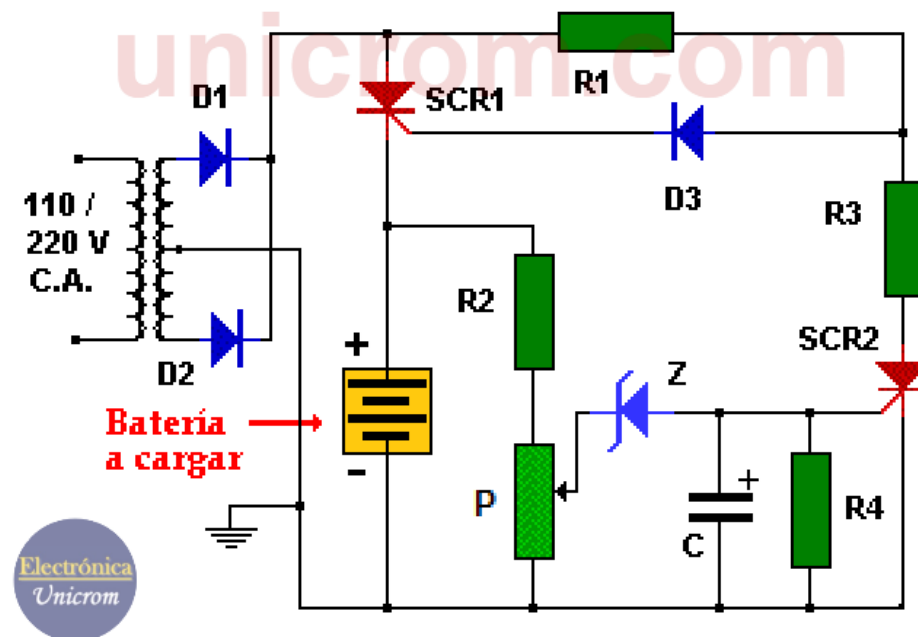 unicrom.com
R1
D1
SCR1
D3
110 /
220 V
C.A.
R3
R2
SCR2
D2
+
Z
Batería
a cargar
-
P
+
C
R4
Electrónica
Unicrom